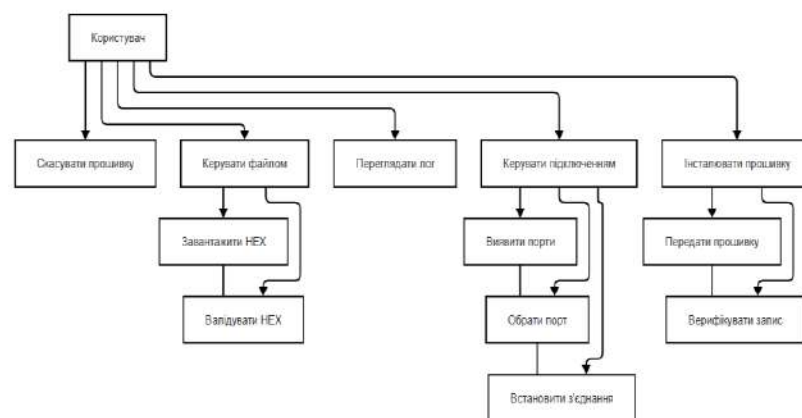 Користувач
Скасувати прошивку
Керувати файлом
Переглядати лог
Керувати підключенням
Інсталювати прошивку
Завантажити HEX
Виявити порти
Передати прошивку
Валідувати HEX
Обрати порт
Верифікувати запис
Встановити з'єднання